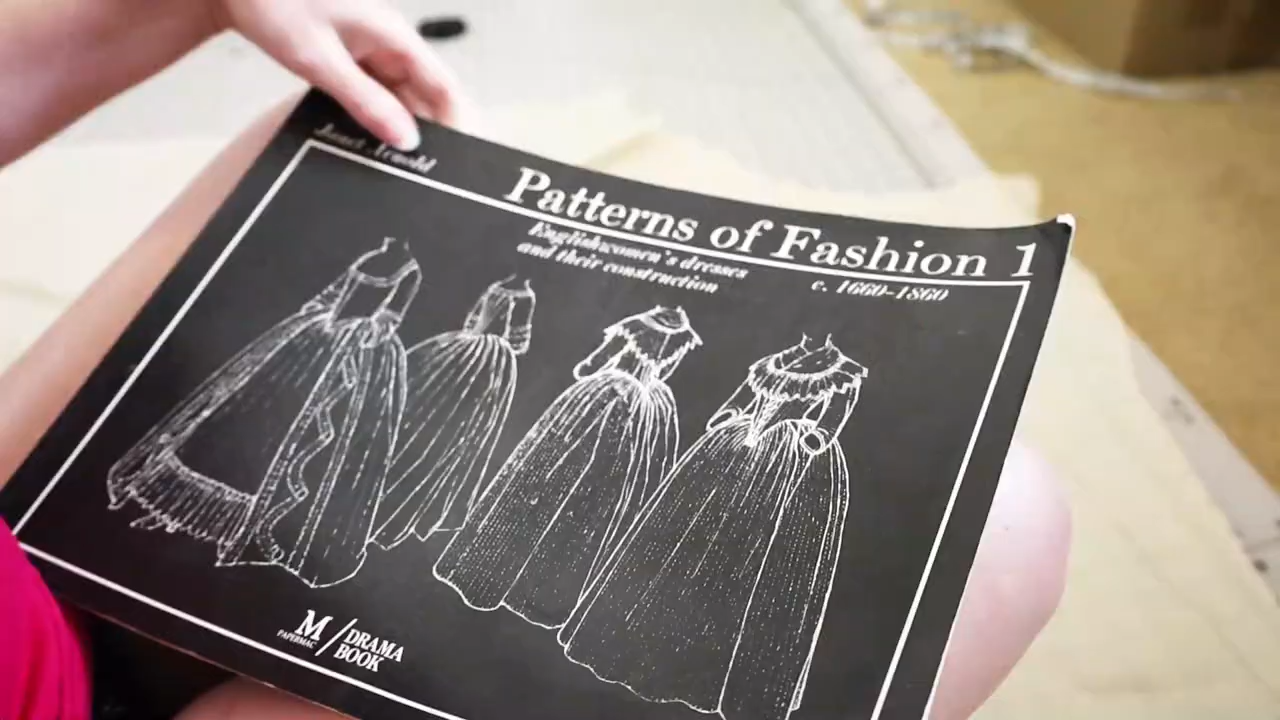 Janet Arnold
Patterns of Fashion 1
Englishwomen's dresses
and their construction
c. 1660–1860
M
PAPERMAC
DRAMA
BOOK